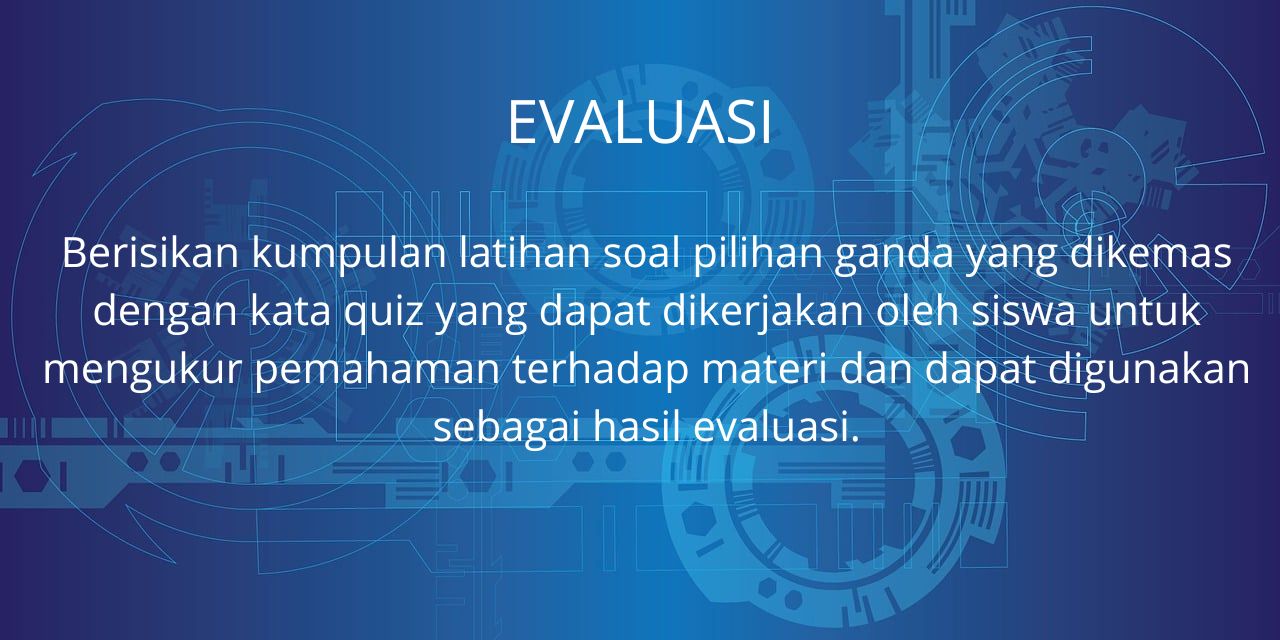 EVALUASI
Berisikan kumpulan latihan soal pilihan ganda yang dikemas
dengan kata quiz yang dapat dikerjakan oleh siswa untuk
mengukur pemahaman terhadap materi dan dapat digunakan
sebagai hasil evaluasi.